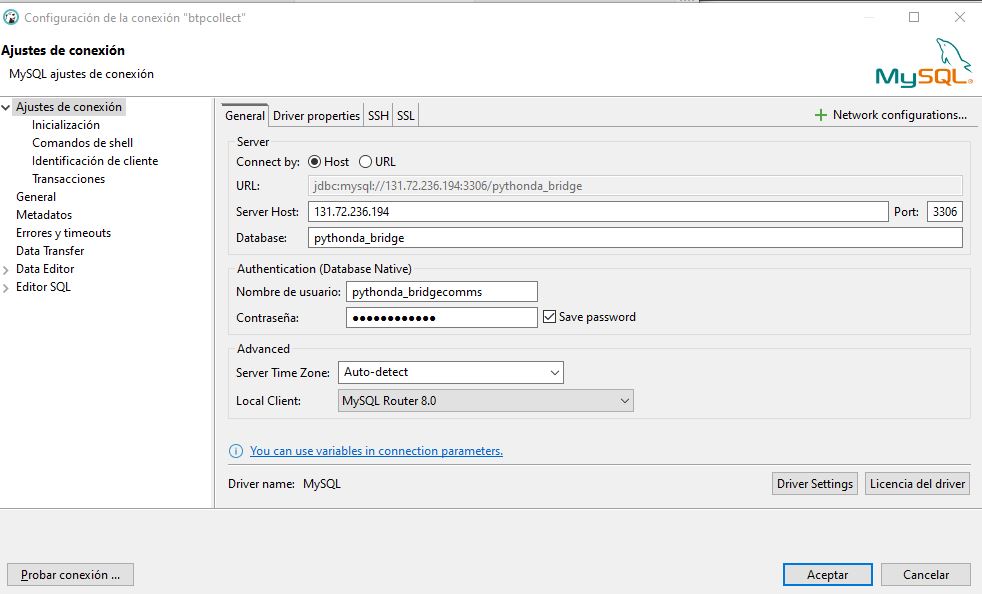 Configuración de la conexión "btpcollect"
Ajustes de conexión
MySQL ajustes de conexión
MySQL
Ajustes de conexión
Inicialización
Comandos de shell
Identificación de cliente
Transacciones
General
Metadatos
Errores y timeouts
Data Transfer
Data Editor
Editor SQL
General Driver properties SSH SSL Network configurations...
Server
Connect by: Host URL
URL: jdbc:mysql://131.72.236.194:3306/pythonda_bridge
Server Host: 131.72.236.194 Port: 3306
Database: pythonda_bridge
Authentication (Database Native)
Nombre de usuario: pythonda_bridgecomms
Contraseña: ●●●●●●●●●●●● Save password
Advanced
Server Time Zone: Auto-detect
Local Client: MySQL Router 8.0
You can use variables in connection parameters.
Driver name: MySQL Driver Settings Licencia del driver
Probar conexión ... Aceptar Cancelar